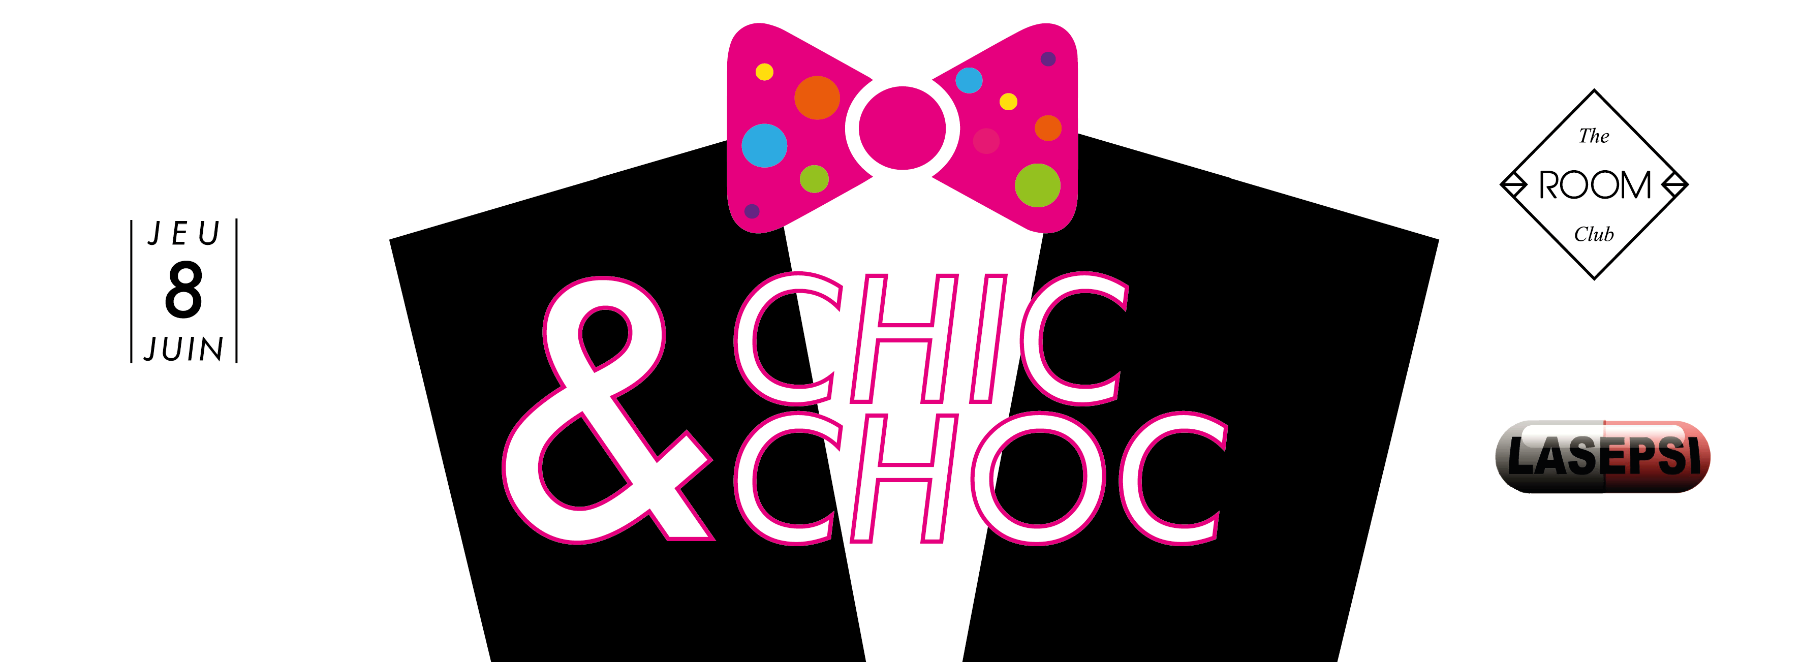 JEU
8
JUIN
& CHIC
CHOC
The
ROOM
Club
LASEPSI